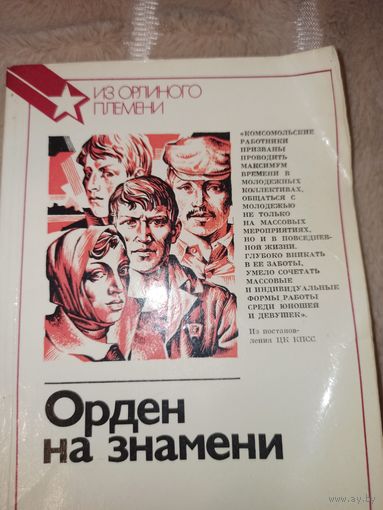 ИЗ ОРЛИНОГО
ПЛЕМЕНИ
«КОМСОМОЛЬСКИЕ
РАБОТНИКИ
ПРИЗВАНЫ
ПРОВОДИТЬ
МАКСИМУМ
ВРЕМЕНИ В
МОЛОДЕЖНЫХ
КОЛЛЕКТИВАХ,
ОБЩАТЬСЯ С
МОЛОДЕЖЬЮ
НЕ ТОЛЬКО
НА МАССОВЫХ
МЕРОПРИЯТИЯХ,
НО И В ПОВСЕДНЕВ-
НОЙ ЖИЗНИ,
ГЛУБОКО ВНИКАТЬ
В ЕЕ ЗАБОТЫ,
УМЕЛО СОЧЕТАТЬ
МАССОВЫЕ
И ИНДИВИДУАЛЬНЫЕ
ФОРМЫ РАБОТЫ
СРЕДИ ЮНОШЕЙ
И ДЕВУШЕК».
Из постанов-
ления ЦК КПСС.
Орден
на знамени
www.ay.by